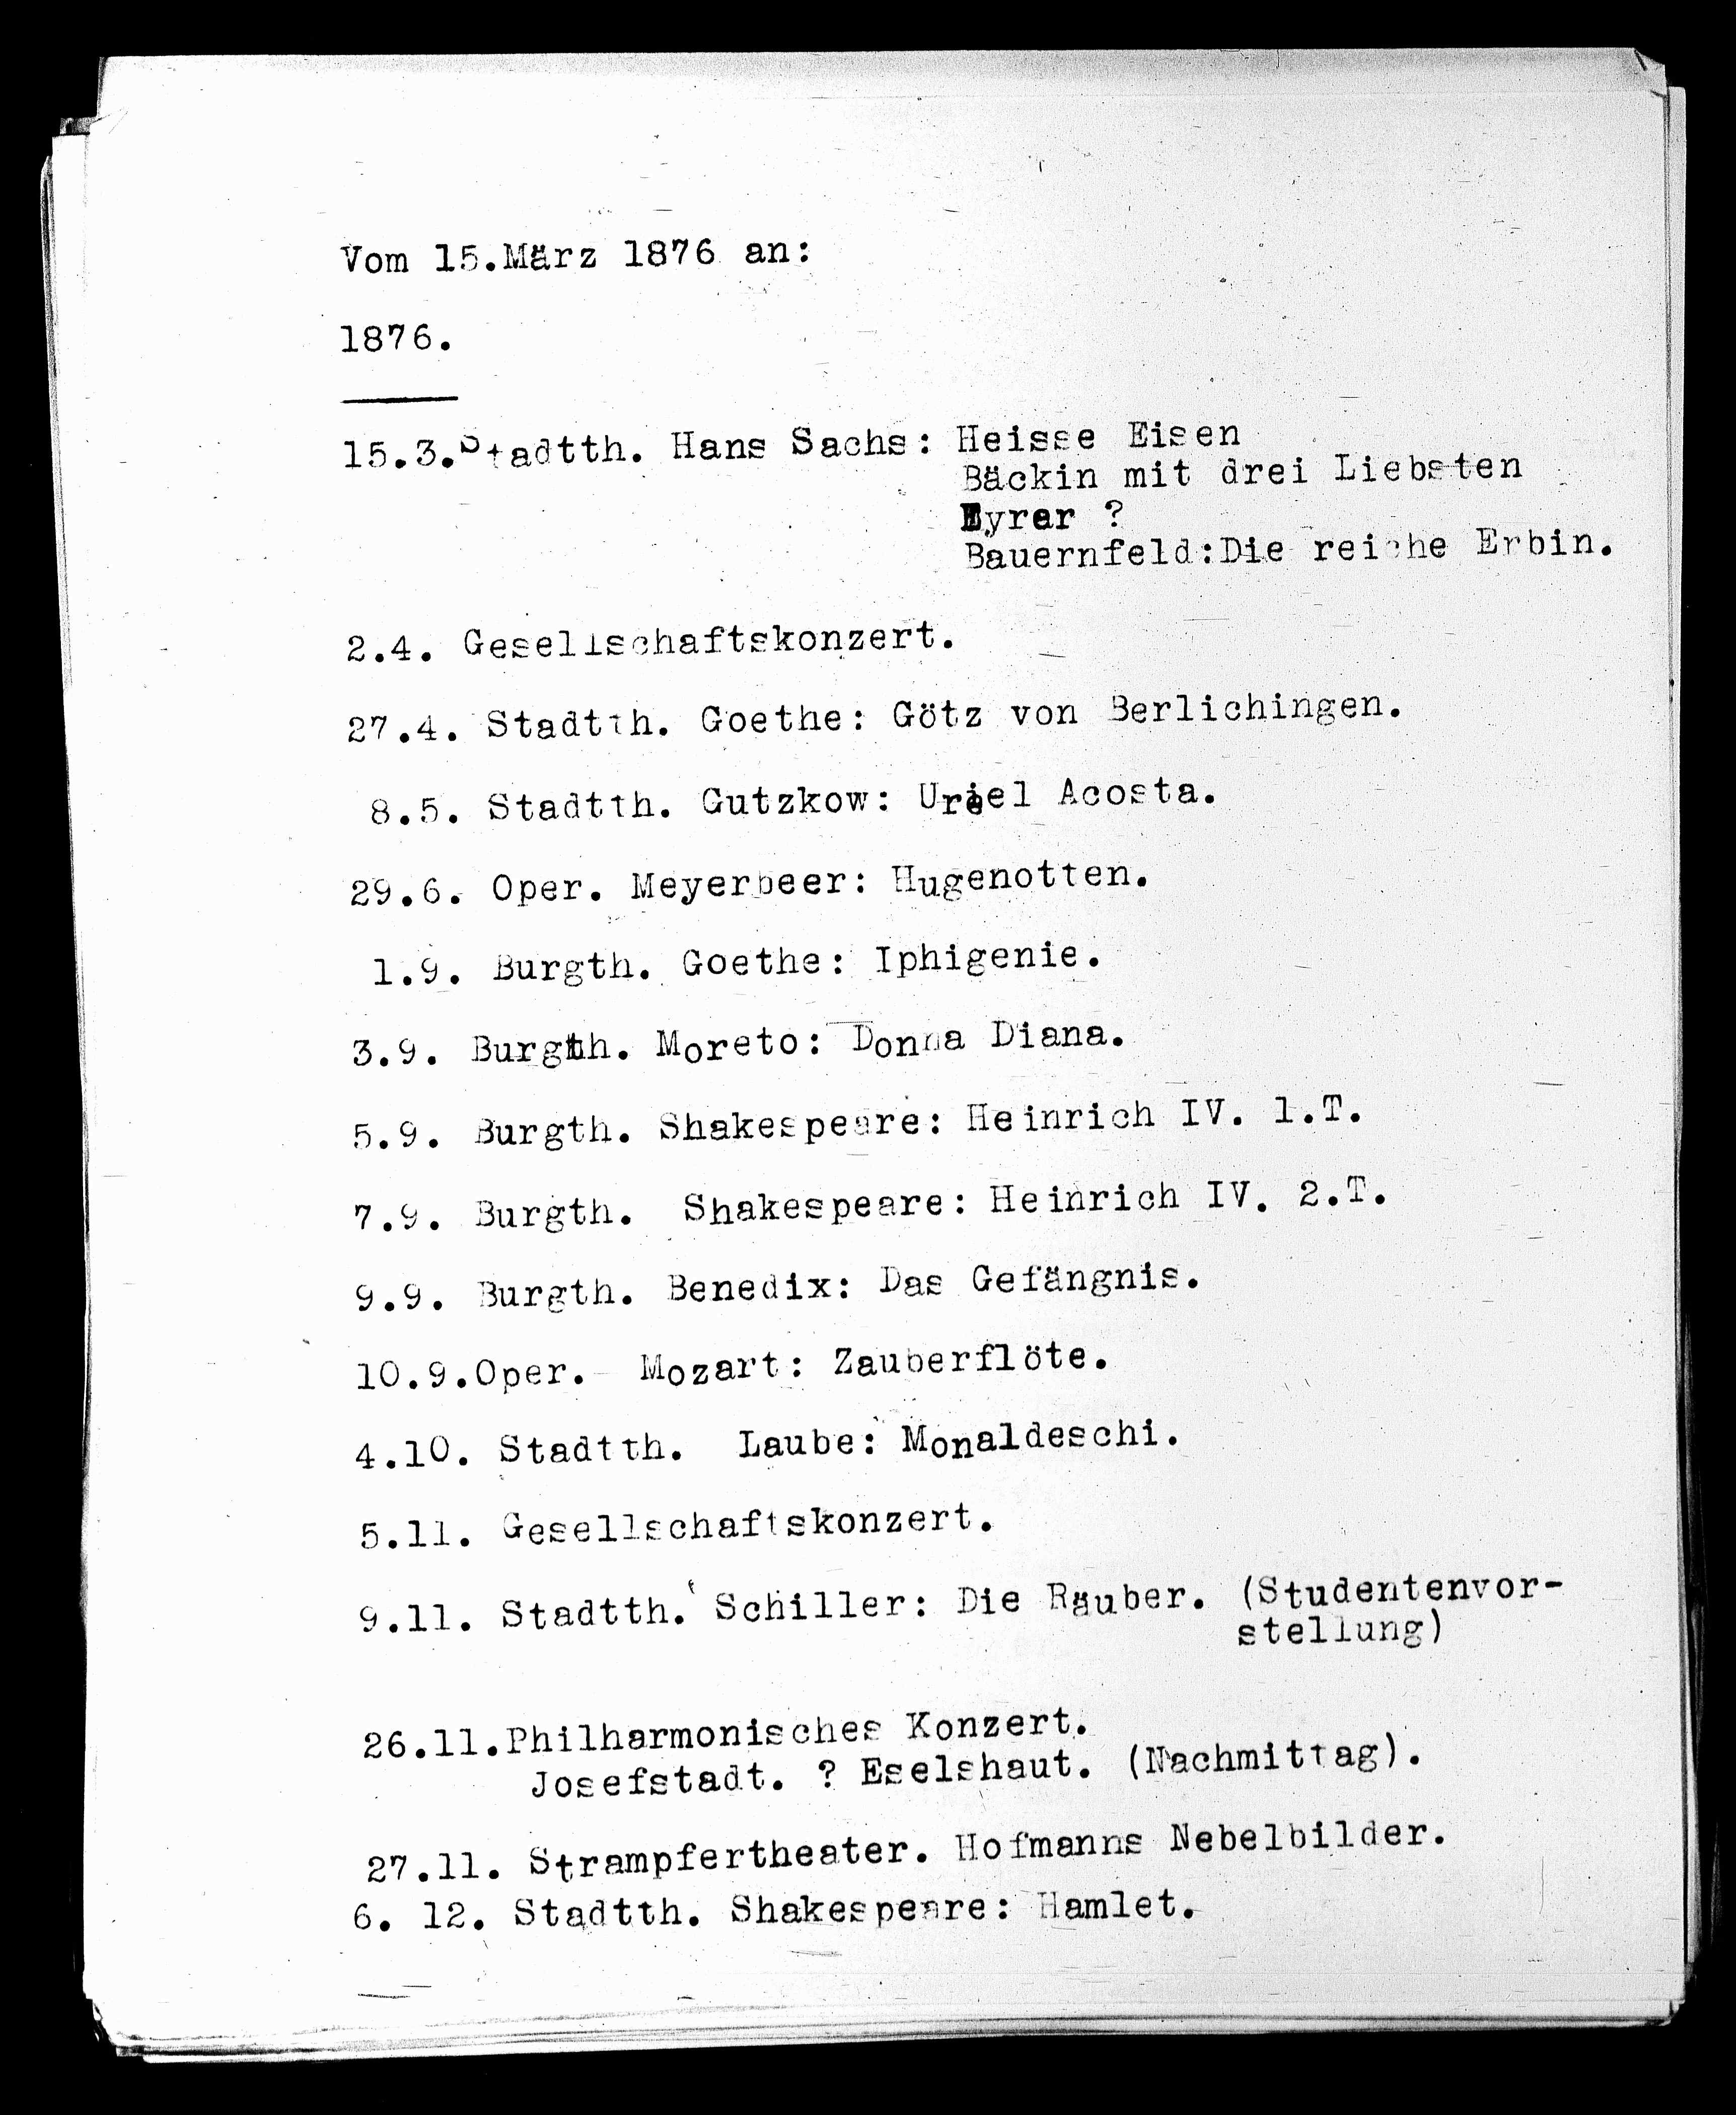 Vom 15.März 1876 an:
1876.
15.3.Stadtth. Hans Sachs: Heisse Eisen
Bäckin mit drei Liebsten
Eyrer ?
Bauernfeld:Die reiche Erbin.
2.4. Gesellschaftskonzert.
27.4. Stadtth. Goethe: Götz von Berlichingen.
8.5. Stadtth. Gutzkow: Uriel Acosta.
29.6. Oper. Meyerbeer: Hugenotten.
1.9. Burgth. Goethe: Iphigenie.
3.9. Burgth. Moreto: Donna Diana.
5.9. Burgth. Shakespeare: Heinrich IV. 1.T.
7.9. Burgth. Shakespeare: Heinrich IV. 2.T.
9.9. Burgth. Benedix: Das Gefängnis.
10.9.Oper. Mozart: Zauberflöte.
4.10. Stadtth. Laube: Monaldeschi.
5.11. Gesellschaftskonzert.
9.11. Stadtth. Schiller: Die Räuber. (Studentenvor-
stellung)
26.11.Philharmonisches Konzert.
Josefstadt. ? Eselshaut. (Nachmittag).
27.11. Strampfertheater. Hofmanns Nebelbilder.
6. 12. Stadtth. Shakespeare: Hamlet.